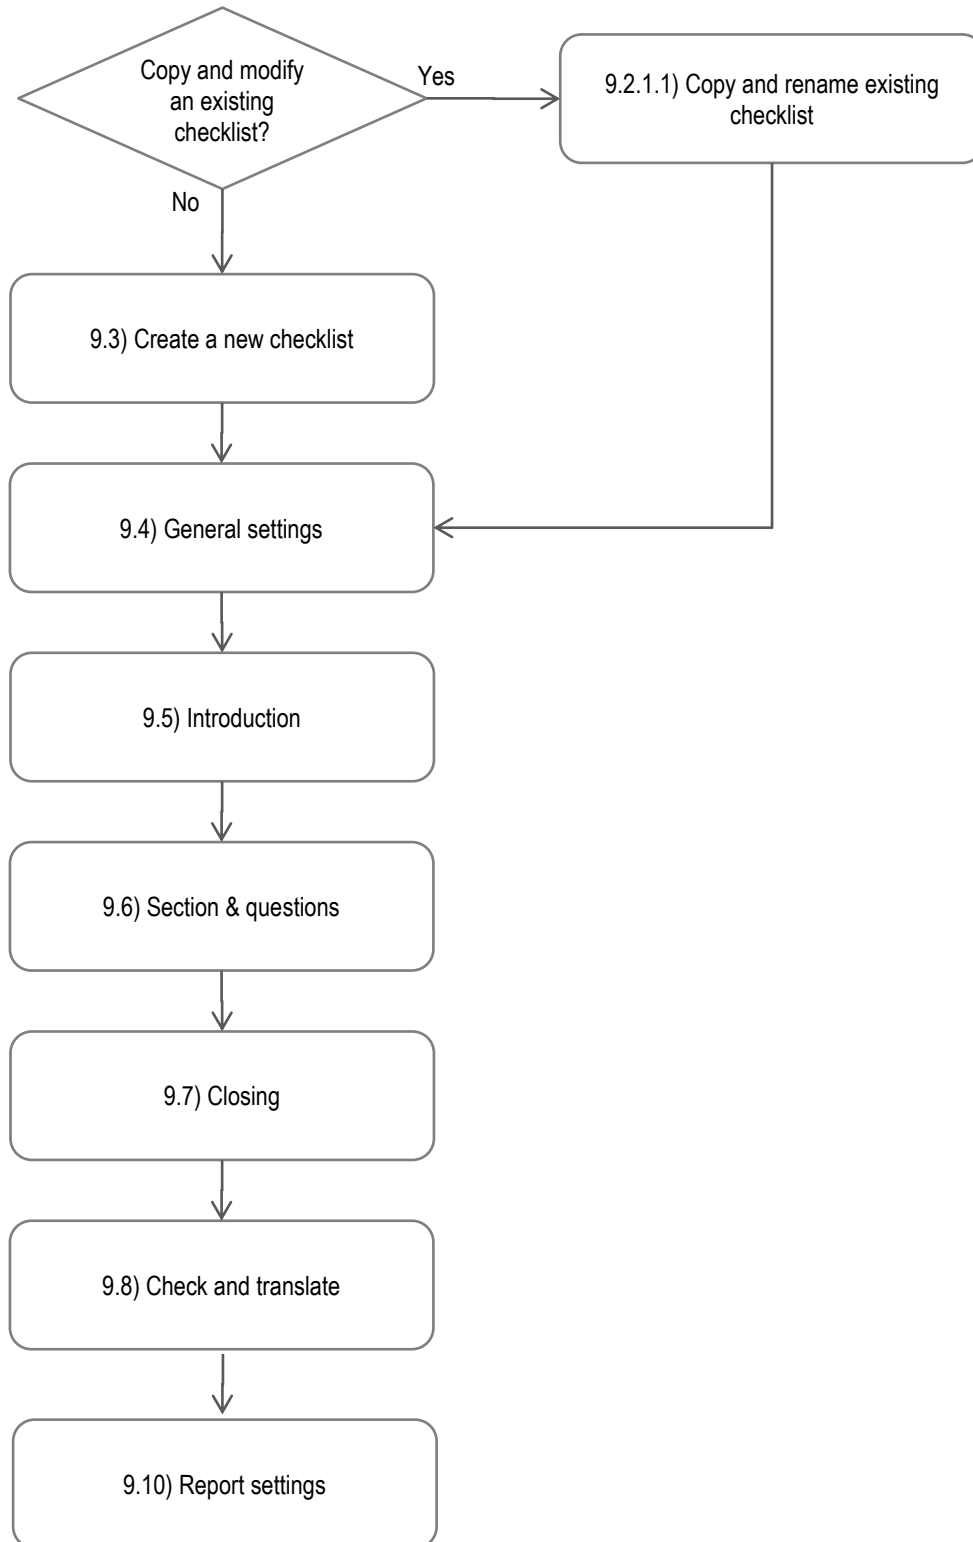 Copy and modify
an existing
checklist?
Yes
9.2.1.1) Copy and rename existing
checklist
No
9.3) Create a new checklist
9.4) General settings
9.5) Introduction
9.6) Section & questions
9.7) Closing
9.8) Check and translate
9.10) Report settings